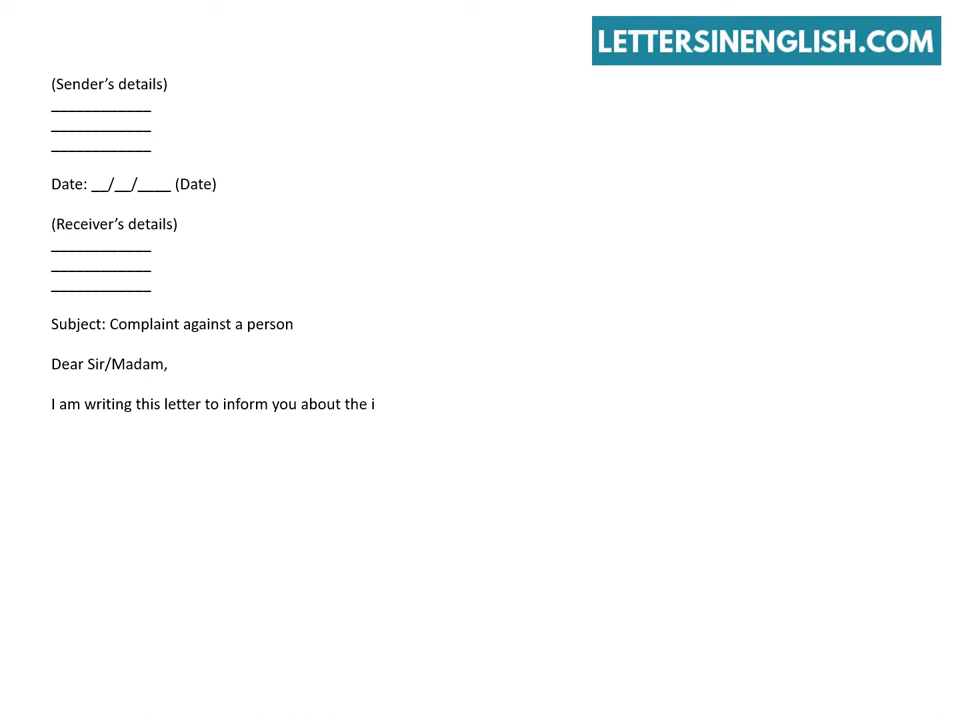 LETTERSINENGLISH.COM
(Sender’s details)
____________
____________
____________
Date: __/__/____ (Date)
(Receiver’s details)
____________
____________
____________
Subject: Complaint against a person
Dear Sir/Madam,
I am writing this letter to inform you about the i